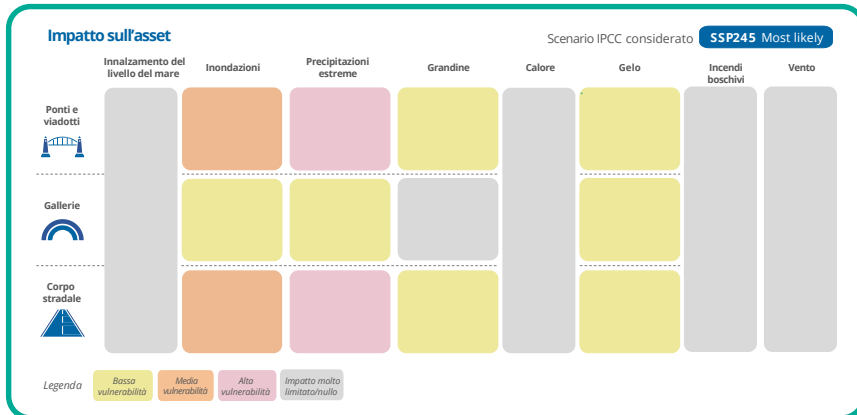 Impatto sull'asset
Scenario IPCC considerato SSP245 Most likely
Innalzamento del
livello del mare
Inondazioni
Precipitazioni
estreme
Grandine
Calore
Gelo
Incendi
boschivi
Vento
Ponti e
viadotti
Gallerie
Corpo
stradale
Legenda
Bassa
vulnerabilità
Media
vulnerabilità
Alta
vulnerabilità
Impatto molto
limitato/nullo